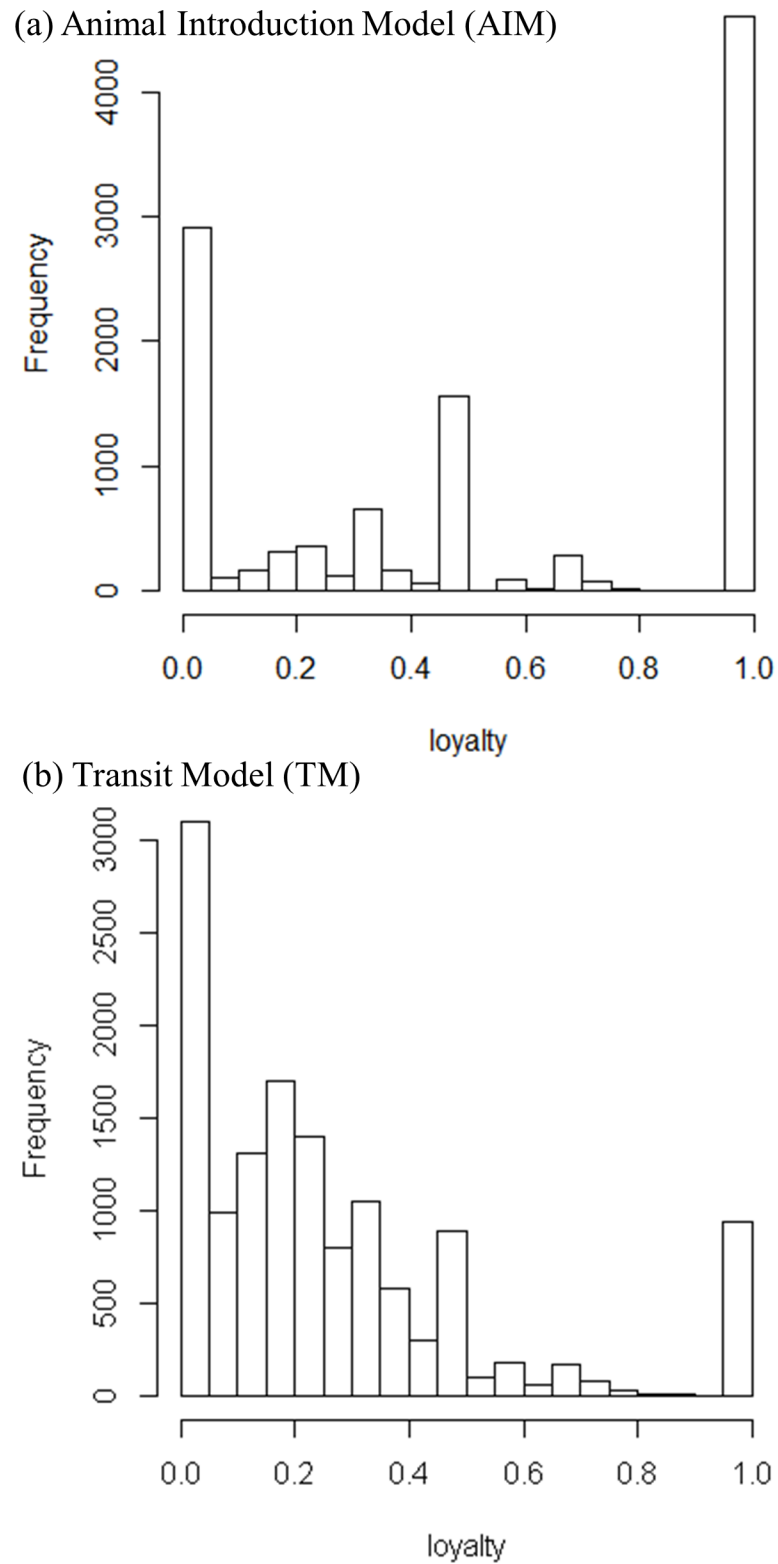 (a) Animal Introduction Model (AIM)
4000
3000
2000
1000
0
Frequency
0.0 0.2 0.4 0.6 0.8 1.0
loyalty
(b) Transit Model (TM)
3000
2500
2000
1500
1000
500
0
Frequency
0.0 0.2 0.4 0.6 0.8 1.0
loyalty